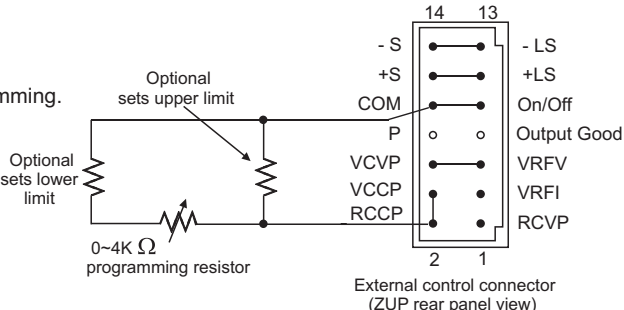 14 13
- S - LS
+S +LS
COM On/Off
P Output Good
VCVP VRFV
VCCP VRFI
RCCP RCVP
2 1
mming.
Optional
sets upper limit
Optional
sets lower
limit
0~4K Ω
programming resistor
External control connector
(ZUP rear panel view)